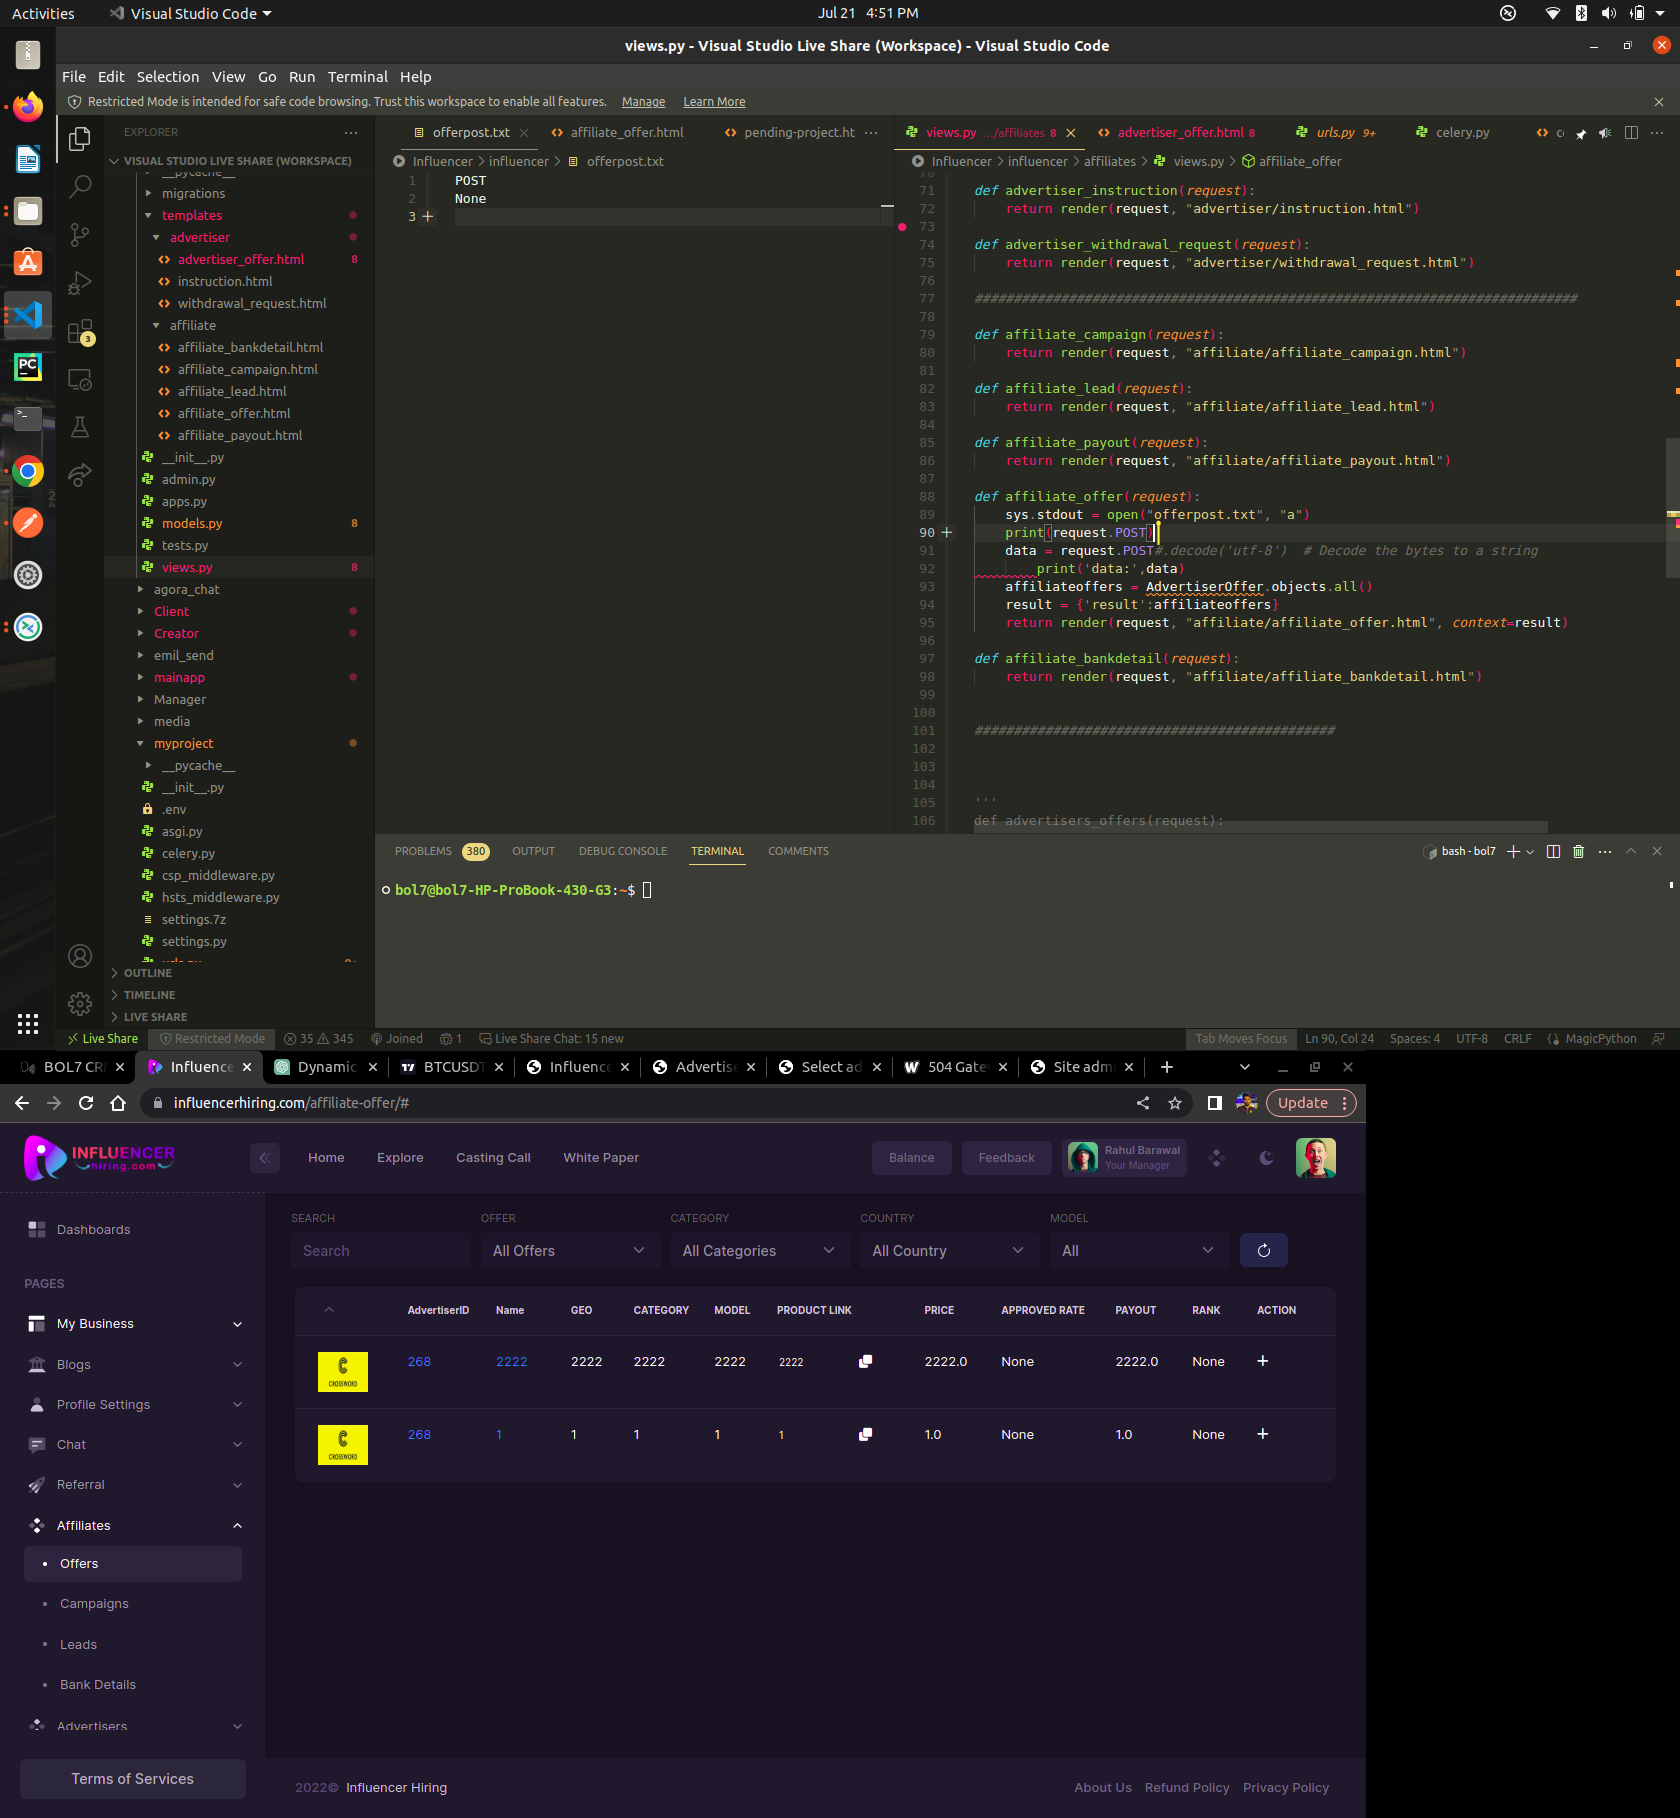 Activities
Visual Studio Code
Jul 21 4:51 PM
views.py - Visual Studio Live Share (Workspace) - Visual Studio Code
File Edit Selection View Go Run Terminal Help
Restricted Mode is intended for safe code browsing. Trust this workspace to enable all features. Manage Learn More
EXPLORER
VISUAL STUDIO LIVE SHARE (WORKSPACE)
__pycache__
migrations
templates
advertiser
advertiser_offer.html 8
instruction.html
withdrawal_request.html
affiliate
affiliate_bankdetail.html
affiliate_campaign.html
affiliate_lead.html
affiliate_offer.html
affiliate_payout.html
__init__.py
admin.py
apps.py
models.py 8
tests.py
views.py 8
agora_chat
Client
Creator
emil_send
mainapp
Manager
media
myproject
__pycache__
__init__.py
.env
asgi.py
celery.py
csp_middleware.py
hsts_middleware.py
settings.7z
settings.py
OUTLINE
TIMELINE
LIVE SHARE
offerpost.txt
affiliate_offer.html
pending-project.ht
Influencer > influencer > offerpost.txt
1 POST
2 None
3
views.py .../affiliates 8
advertiser_offer.html 8
urls.py 9+
celery.py
Influencer > influencer > affiliates > views.py > affiliate_offer
70
71 def advertiser_instruction(request):
72 return render(request, "advertiser/instruction.html")
73
74 def advertiser_withdrawal_request(request):
75 return render(request, "advertiser/withdrawal_request.html")
76
77 #############################################################################
78
79 def affiliate_campaign(request):
80 return render(request, "affiliate/affiliate_campaign.html")
81
82 def affiliate_lead(request):
83 return render(request, "affiliate/affiliate_lead.html")
84
85 def affiliate_payout(request):
86 return render(request, "affiliate/affiliate_payout.html")
87
88 def affiliate_offer(request):
89 sys.stdout = open("offerpost.txt", "a")
90 print(request.POST)
91 data = request.POST#.decode('utf-8')  # Decode the bytes to a string
92 print('data:',data)
93 affiliateoffers = AdvertiserOffer.objects.all()
94 result = {'result':affiliateoffers}
95 return render(request, "affiliate/affiliate_offer.html", context=result)
96
97 def affiliate_bankdetail(request):
98 return render(request, "affiliate/affiliate_bankdetail.html")
99
100
101 ##############################################
102
103
104
105 '''
106 def advertisers_offers(request):
PROBLEMS 380 OUTPUT DEBUG CONSOLE TERMINAL COMMENTS
bash - bol7
bol7@bol7-HP-ProBook-430-G3:~$
Live Share
Restricted Mode
35 345
Joined
1
Live Share Chat: 15 new
Tab Moves Focus
Ln 90, Col 24
Spaces: 4
UTF-8
CRLF
MagicPython
BOL7 CR
Influence
Dynamic
BTCUSDT
Influence
Advertis
Select ad
504 Gate
Site admi
influencerhiring.com/affiliate-offer/#
Update
INFLUENCER
hiring.com
Home
Explore
Casting Call
White Paper
Balance
Feedback
Rahul Barawal
Your Manager
Dashboards
PAGES
My Business
Blogs
Profile Settings
Chat
Referral
Affiliates
Offers
Campaigns
Leads
Bank Details
Advertisers
Terms of Services
SEARCH OFFER CATEGORY COUNTRY MODEL
Search All Offers All Categories All Country All
AdvertiserID Name GEO CATEGORY MODEL PRODUCT LINK PRICE APPROVED RATE PAYOUT RANK ACTION
CROSSWORD 268 2222 2222 2222 2222 2222 2222.0 None 2222.0 None +
CROSSWORD 268 1 1 1 1 1 1.0 None 1.0 None +
2022© Influencer Hiring
About Us Refund Policy Privacy Policy